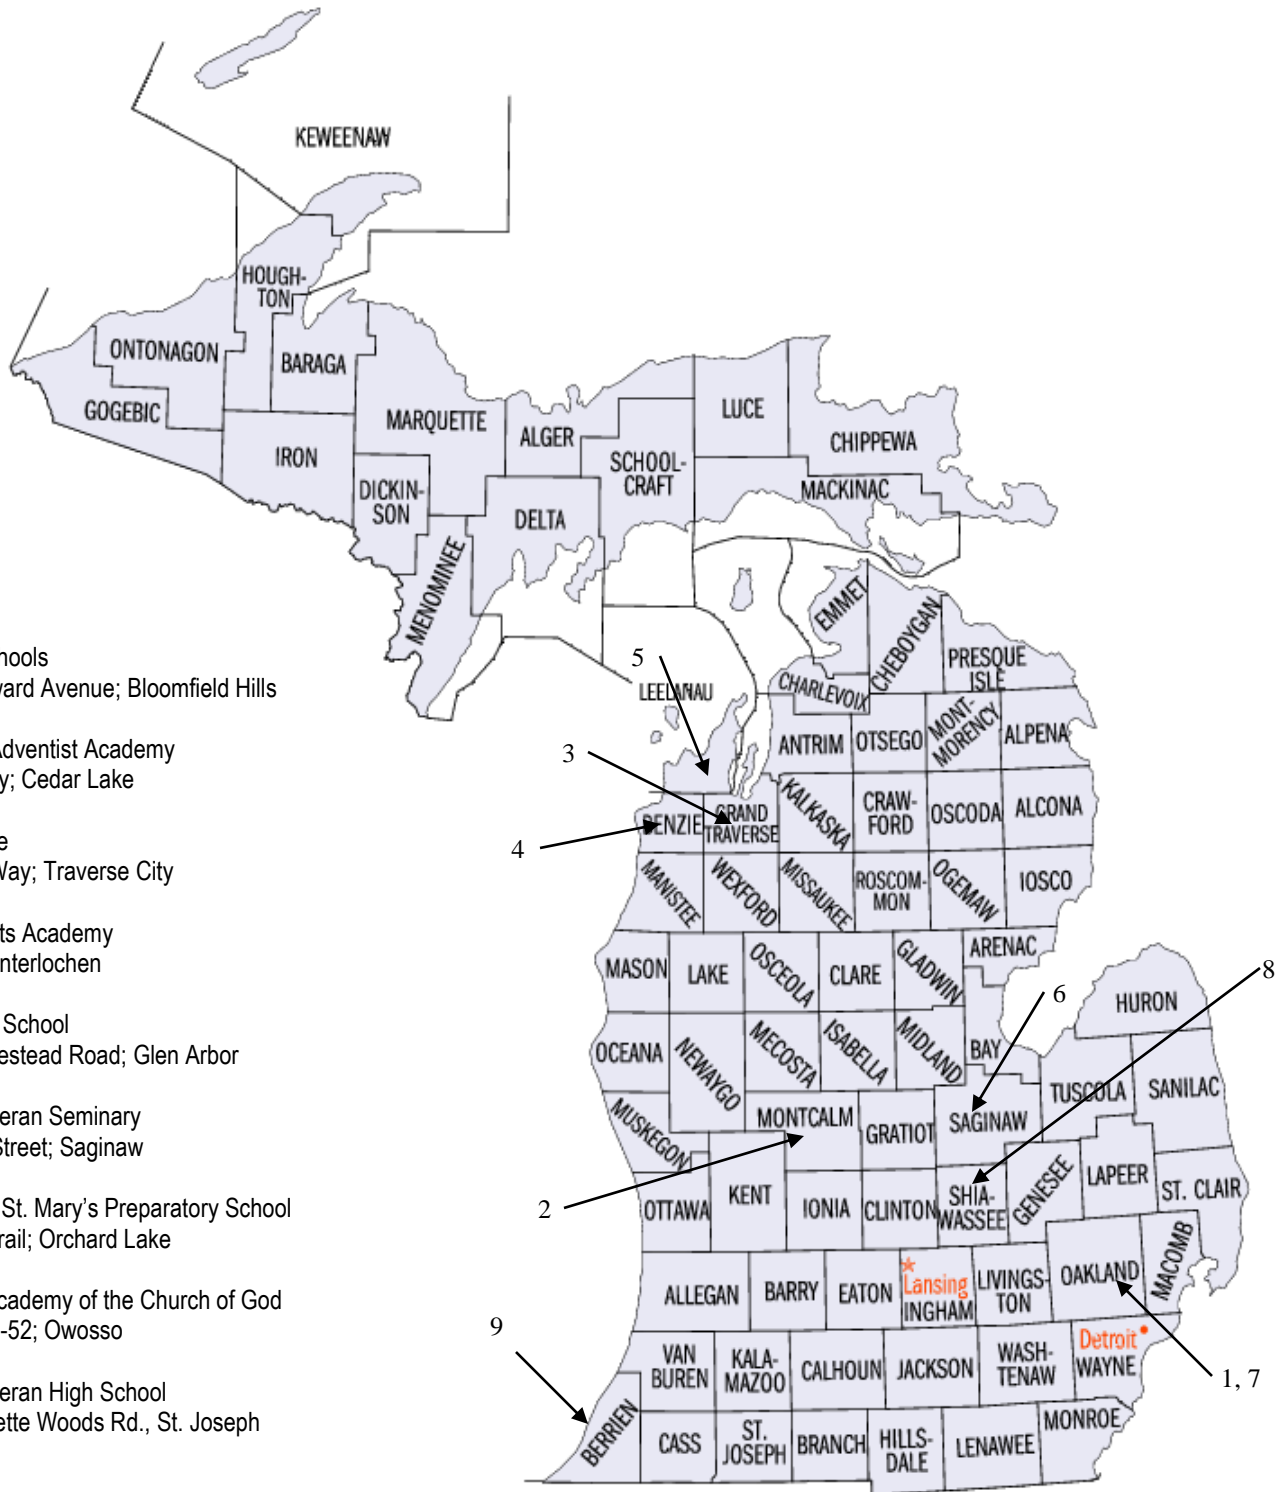 KEWEENAW
HOUGH-
TON
ONTONAGON
BARAGA
GOGEBIC
MARQUETTE
IRON
ALGER
LUCE
CHIPPEWA
SCHOOL-
CRAFT
MACKINAC
DICKIN-
SON
DELTA
MENOMINEE
EMMET
CHEBOYGAN
PRESQUE
ISLE
5
LEELANAU
CHARLEVOIX
hools
ward Avenue; Bloomfield Hills
Adventist Academy
y; Cedar Lake
e
Way; Traverse City
ts Academy
nterlochen
School
estead Road; Glen Arbor
eran Seminary
Street; Saginaw
St. Mary's Preparatory School
rail; Orchard Lake
cademy of the Church of God
-52; Owosso
eran High School
ette Woods Rd., St. Joseph
3
ANTRIM
OTSEGO
MONT-
MORENCY
ALPENA
4
BENZIE
GRAND
TRAVERSE
KALKASKA
CRAW-
FORD
OSCODA
ALCONA
MANISTEE
WEXFORD
MISSAUKEE
ROSCOM-
MON
OGEMAW
IOSCO
MASON
LAKE
OSCEOLA
CLARE
GLADWIN
ARENAC
8
6
HURON
OCEANA
NEWAYGO
MECOSTA
ISABELLA
MIDLAND
BAY
TUSCOLA
SANILAC
MUSKEGON
MONTCALM
GRATIOT
SAGINAW
2
OTTAWA
KENT
IONIA
CLINTON
SHIA-
WASSEE
GENESEE
LAPEER
ST. CLAIR
ALLEGAN
BARRY
EATON
Lansing
INGHAM
LIVINGS-
TON
OAKLAND
MACOMB
9
VAN
BUREN
KALA-
MAZOO
CALHOUN
JACKSON
WASH-
TENAW
Detroit
WAYNE
1, 7
BERRIEN
CASS
ST.
JOSEPH
BRANCH
HILLS-
DALE
LENAWEE
MONROE